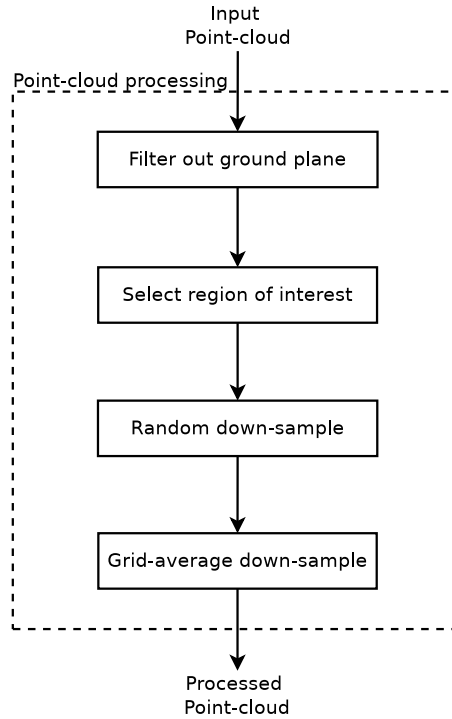 Input
Point-cloud
Point-cloud processing
Filter out ground plane
Select region of interest
Random down-sample
Grid-average down-sample
Processed
Point-cloud